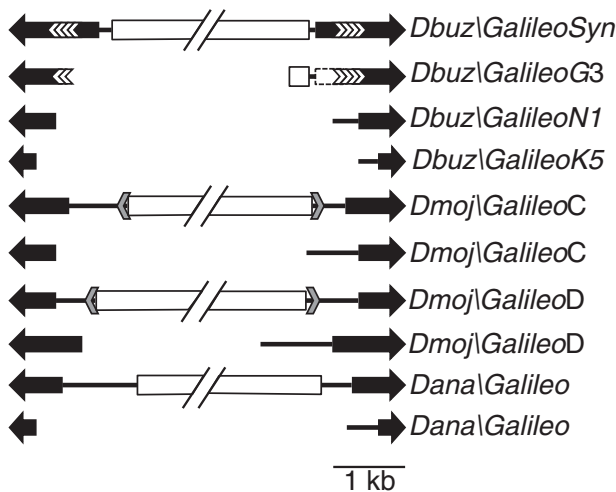 Dbuz\GalileoSyn
Dbuz\GalileoG3
Dbuz\GalileoN1
Dbuz\GalileoK5
Dmoj\GalileoC
Dmoj\GalileoC
Dmoj\GalileoD
Dmoj\GalileoD
Dana\Galileo
Dana\Galileo
1 kb